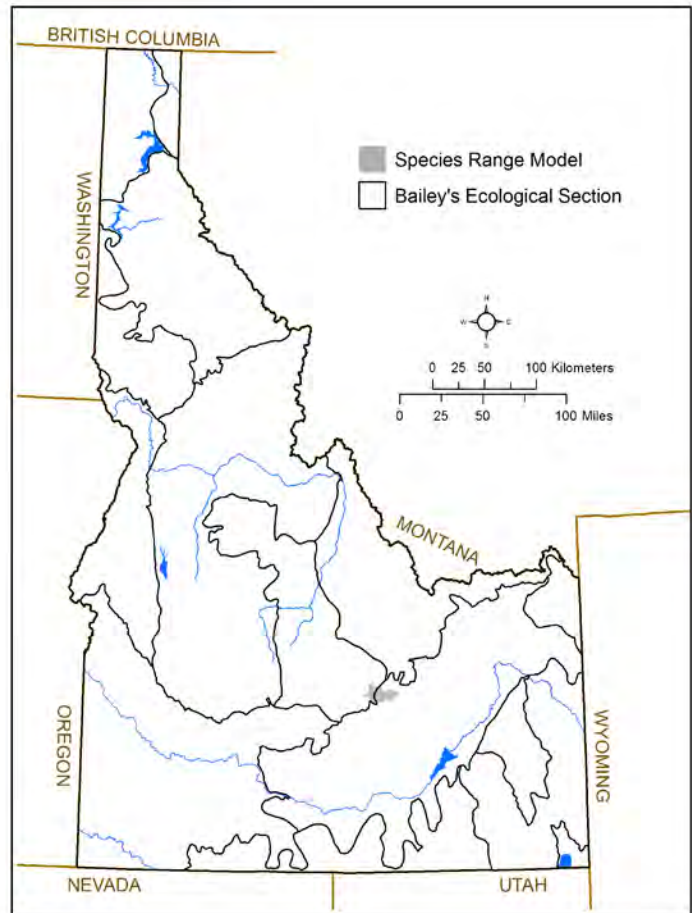 BRITISH COLUMBIA
WASHINGTON
Species Range Model
Bailey's Ecological Section
N
W E
S
0 25 50 100 Kilometers
0 25 50 100 Miles
MONTANA
OREGON
WYOMING
NEVADA
UTAH